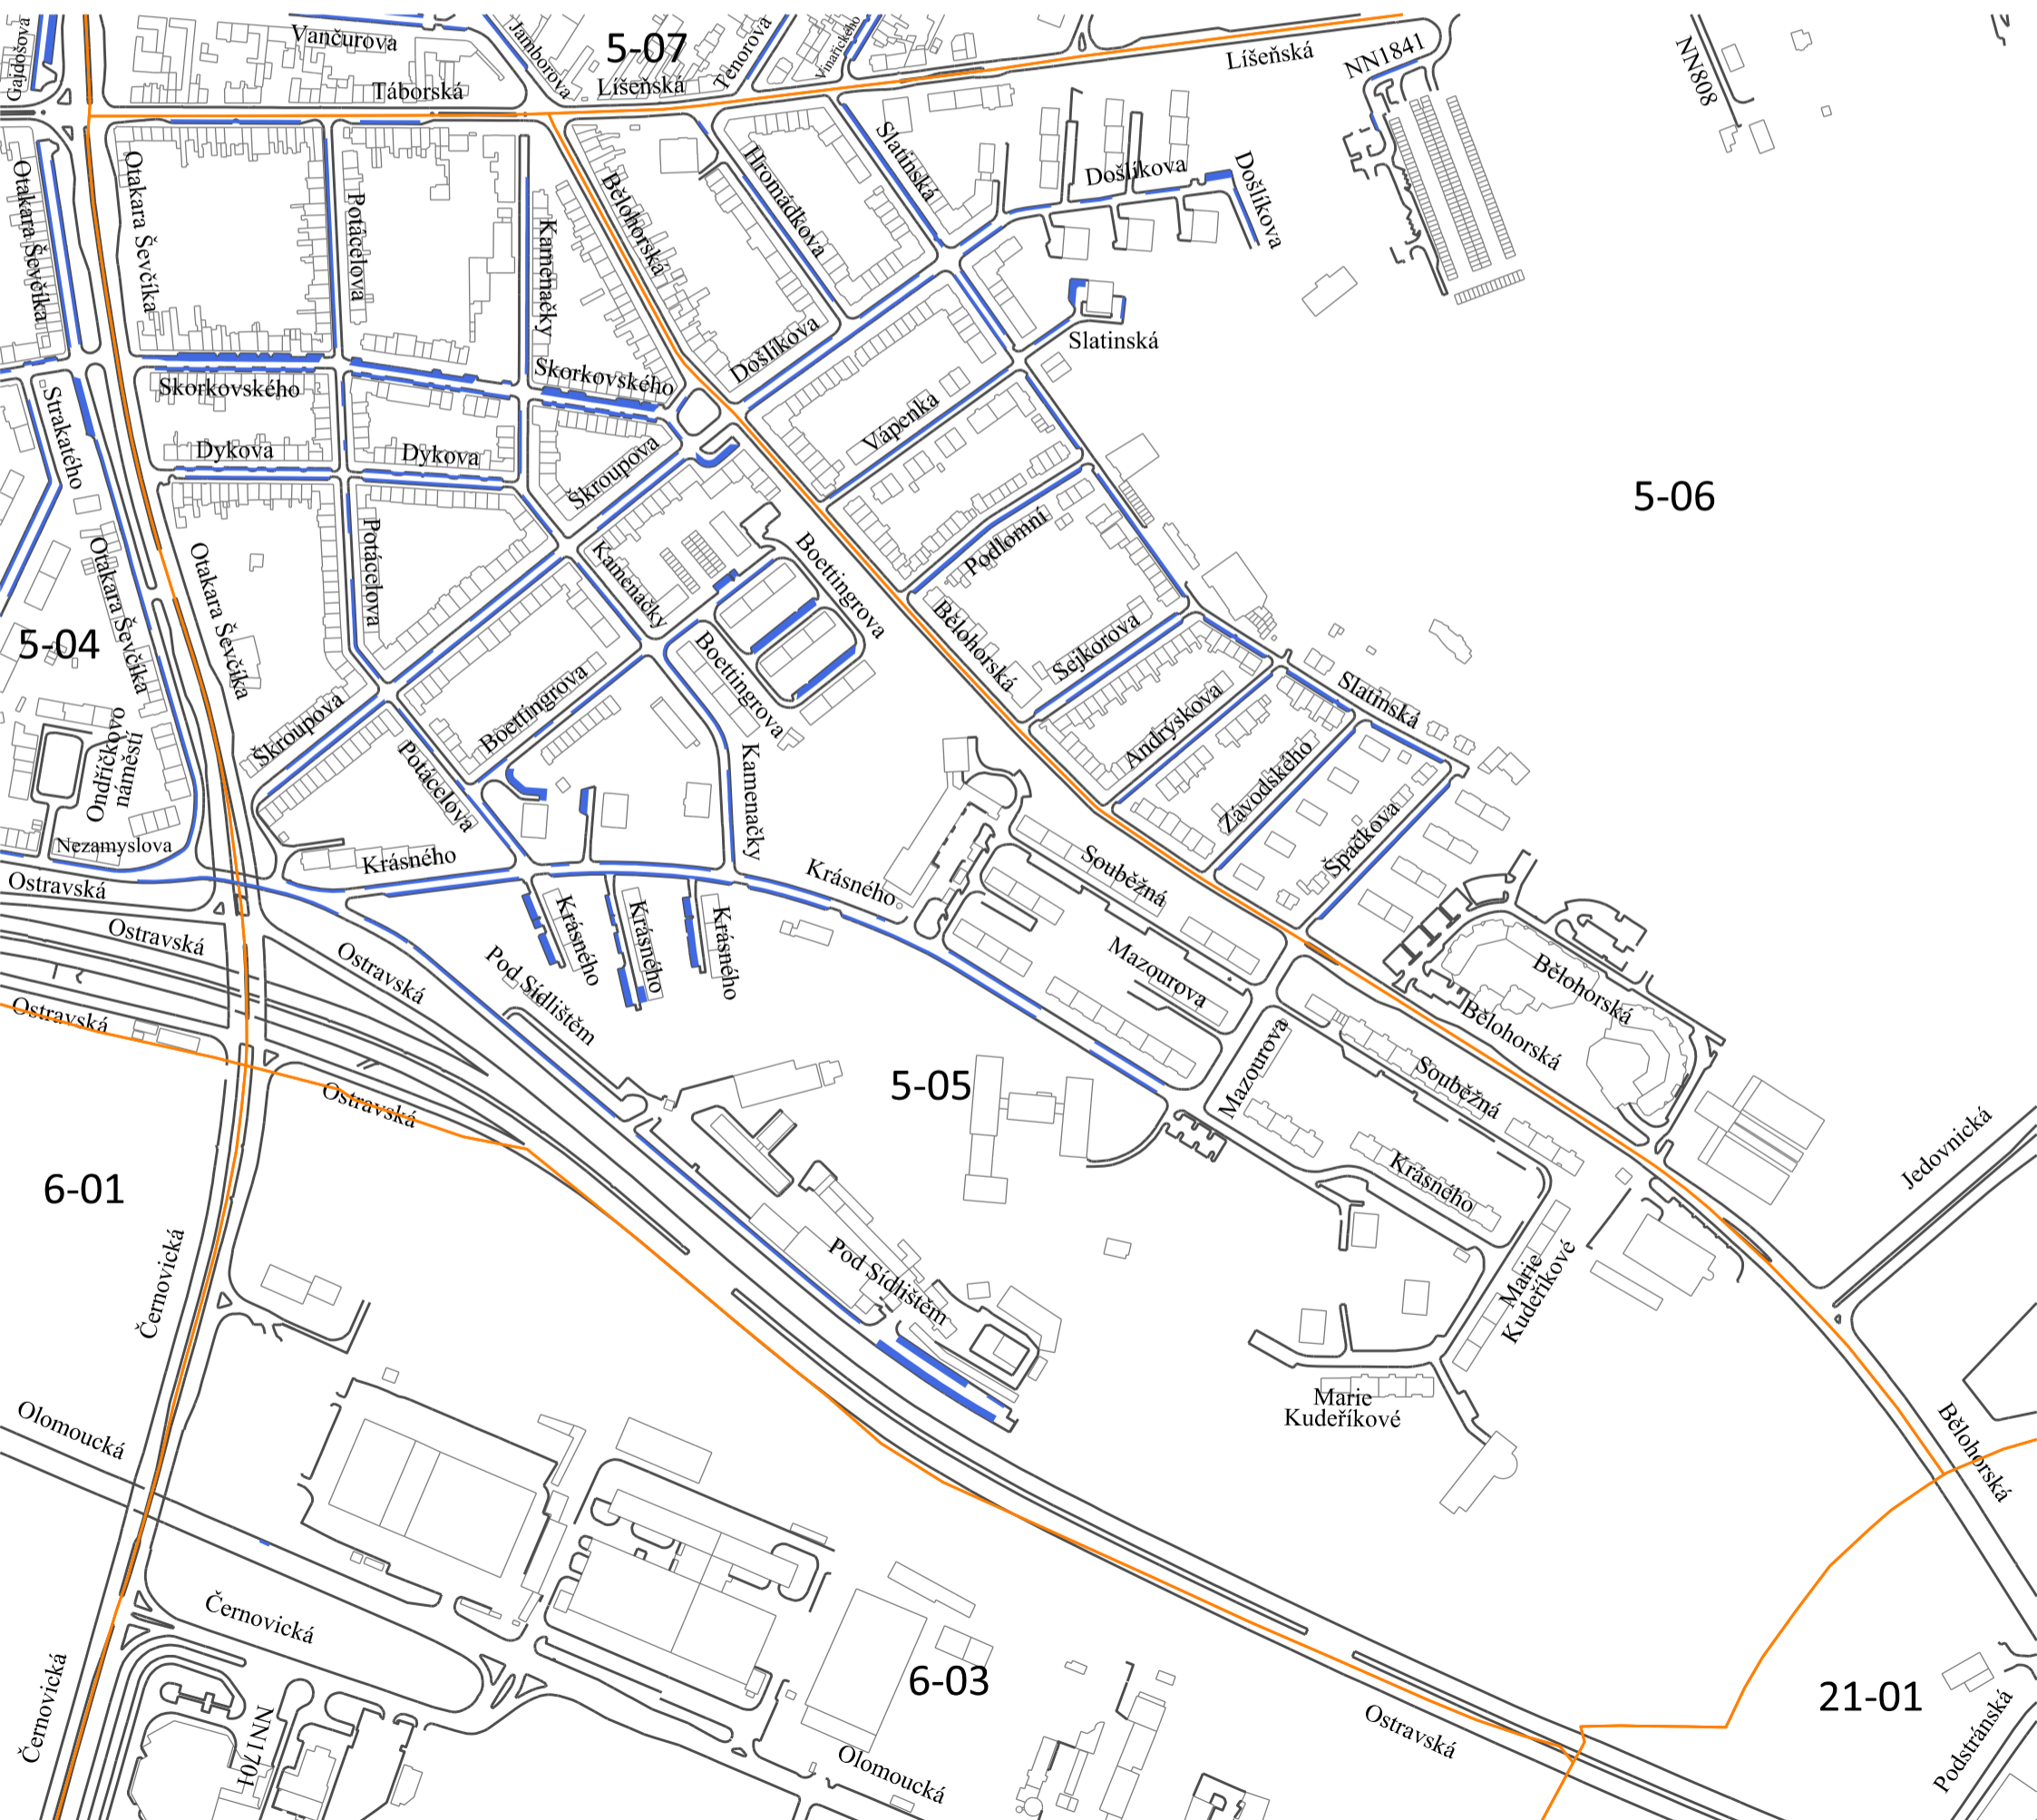 Gajdošova
Vančurova
Jamborova
5-07
Tenorova
Vinařického
Líšeňská
NN1841
NN808
Táborská
Líšeňská
Otakara Ševčíka
Otakara Ševčíka
Potácelova
Kamenačky
Bělohorská
Hromádkova
Slatinská
Došlíkova
Došlíkova
Slatinská
Došlíkova
Skorkovského
Skorkovského
Strakatého
Dykova
Dykova
Škroupova
Vápenka
5-06
Potácelova
Kamenačky
Boettingrova
Podlomní
Otakara Ševčíka
Otakara Ševčíka
5-04
Bělohorská
Šejkorova
Boettingrova
Boettingrova
Škroupova
Andrýskova
Slatinská
Ondříčkovo
náměstí
Potácelova
Kamenačky
Závodského
Špačkova
Nezamyslova
Krásného
Krásného
Souběžná
Ostravská
Ostravská
Ostravská
Krásného
Krásného
Krásného
Pod Sídlištěm
Mazourova
Bělohorská
Bělohorská
Ostravská
5-05
Mazourova
Souběžná
Ostravská
Jedovnická
6-01
Krásného
Černovická
Pod Sídlištěm
Marie
Kudeříkové
Marie
Kudeříkové
Olomoucká
Bělohorská
Černovická
Černovická
6-03
21-01
NN1701
Olomoucká
Ostravská
Podstránská